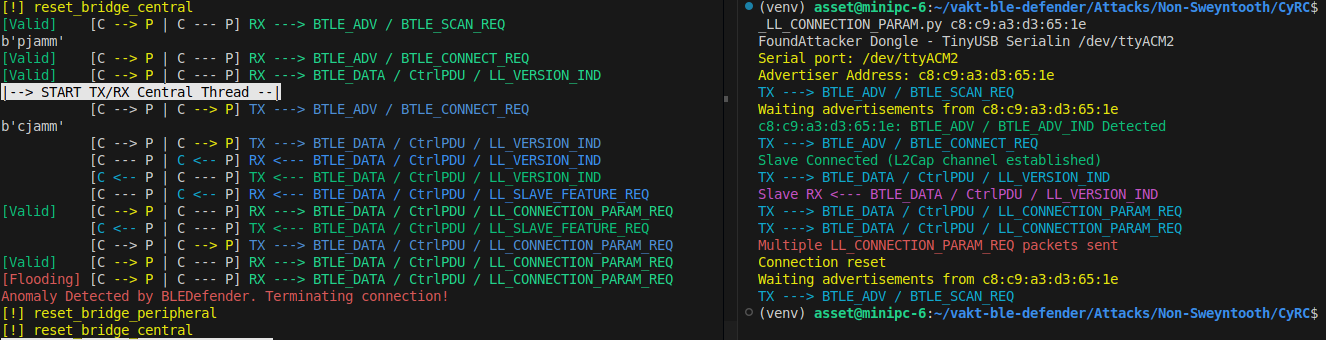 [!] reset_bridge_central
[Valid] [C --> P | C --- P] RX ---> BTLE_ADV / BTLE_SCAN_REQ
b'pjamm'
[Valid] [C --> P | C --- P] RX ---> BTLE_ADV / BTLE_CONNECT_REQ
[Valid] [C --> P | C --- P] RX ---> BTLE_DATA / CtrlPDU / LL_VERSION_IND
|--> START TX/RX Central Thread --|
[C --> P | C --> P] TX ---> BTLE_ADV / BTLE_CONNECT_REQ
b'cjamm'
[C --> P | C --> P] TX ---> BTLE_DATA / CtrlPDU / LL_VERSION_IND
[C --- P | C <-- P] RX <--- BTLE_DATA / CtrlPDU / LL_VERSION_IND
[C <-- P | C --- P] TX <--- BTLE_DATA / CtrlPDU / LL_VERSION_IND
[C --- P | C <-- P] RX <--- BTLE_DATA / CtrlPDU / LL_SLAVE_FEATURE_REQ
[Valid] [C --> P | C --- P] RX ---> BTLE_DATA / CtrlPDU / LL_CONNECTION_PARAM_REQ
[C <-- P | C --- P] TX <--- BTLE_DATA / CtrlPDU / LL_SLAVE_FEATURE_REQ
[C --> P | C --> P] TX ---> BTLE_DATA / CtrlPDU / LL_CONNECTION_PARAM_REQ
[Valid] [C --> P | C --- P] RX ---> BTLE_DATA / CtrlPDU / LL_CONNECTION_PARAM_REQ
[Flooding] [C --> P | C --- P] RX ---> BTLE_DATA / CtrlPDU / LL_CONNECTION_PARAM_REQ
Anomaly Detected by BLEDefender. Terminating connection!
[!] reset_bridge_peripheral
[!] reset_bridge_central
(venv) asset@minipc-6:~/vakt-ble-defender/Attacks/Non-Sweyntooth/CyRC$
_LL_CONNECTION_PARAM.py c8:c9:a3:d3:65:1e
FoundAttacker Dongle - TinyUSB Serialin /dev/ttyACM2
Serial port: /dev/ttyACM2
Advertiser Address: c8:c9:a3:d3:65:1e
TX ---> BTLE_ADV / BTLE_SCAN_REQ
Waiting advertisements from c8:c9:a3:d3:65:1e
c8:c9:a3:d3:65:1e: BTLE_ADV / BTLE_ADV_IND Detected
TX ---> BTLE_ADV / BTLE_CONNECT_REQ
Slave Connected (L2Cap channel established)
TX ---> BTLE_DATA / CtrlPDU / LL_VERSION_IND
Slave RX <--- BTLE_DATA / CtrlPDU / LL_VERSION_IND
TX ---> BTLE_DATA / CtrlPDU / LL_CONNECTION_PARAM_REQ
TX ---> BTLE_DATA / CtrlPDU / LL_CONNECTION_PARAM_REQ
Multiple LL_CONNECTION_PARAM_REQ packets sent
Connection reset
Waiting advertisements from c8:c9:a3:d3:65:1e
TX ---> BTLE_ADV / BTLE_SCAN_REQ
(venv) asset@minipc-6:~/vakt-ble-defender/Attacks/Non-Sweyntooth/CyRC$